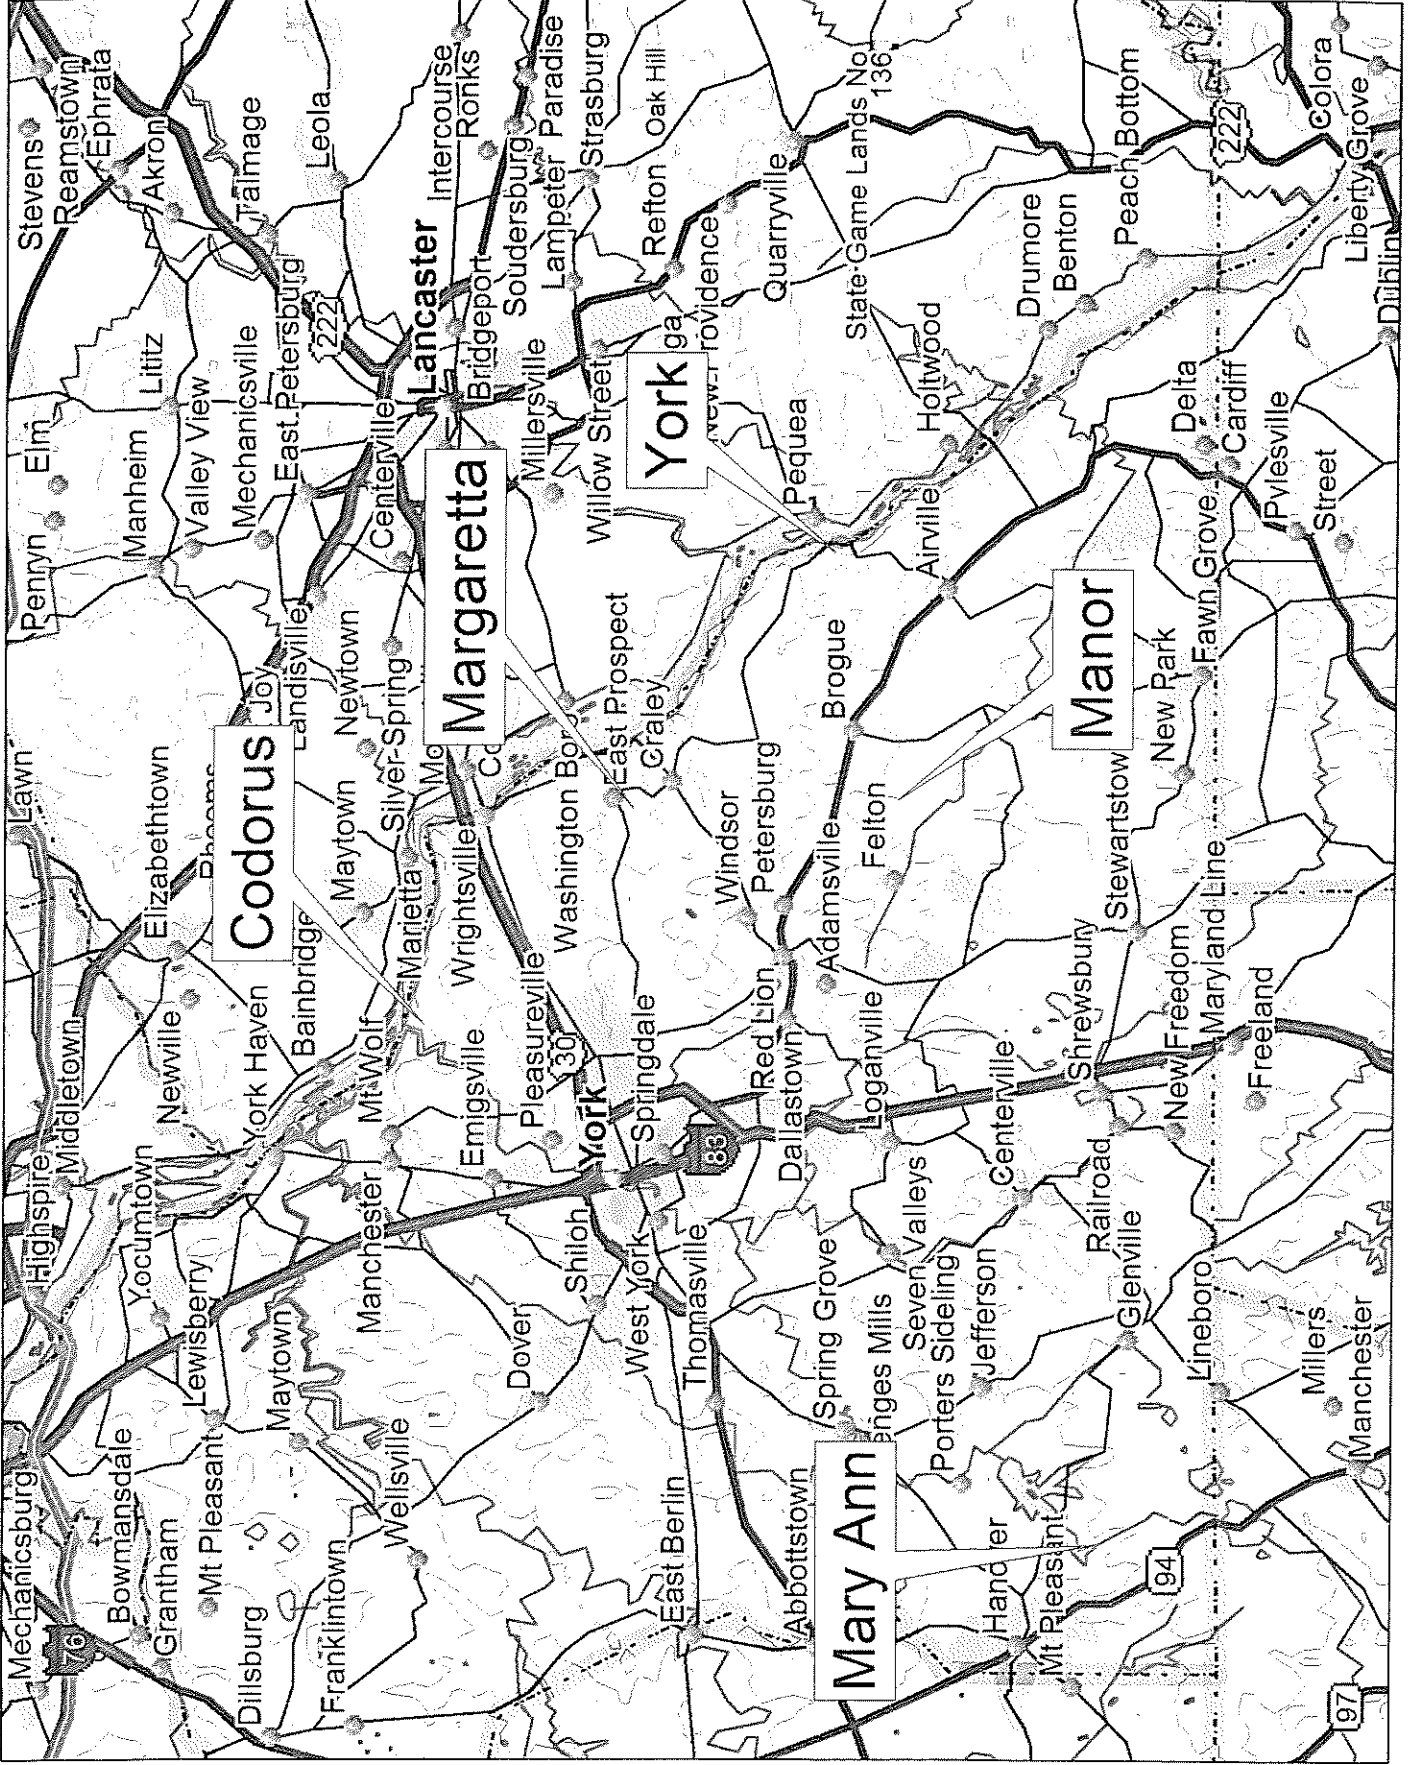 Stevens
Reamstown
Ephrata
Akron
Talmage
Leola
Intercourse
Ronks
Paradise
Soudersburg
Strasburg
Lampeter
Oak Hill
Refton
Quarryville
State Game Lands No
136
Peach Bottom
Drumore
Benton
222
Colora
Liberty Grove
Dublin
Penryn
Elm
Lititz
Manheim
Valley View
Mechanicsville
East Petersburg
222
Lancaster
Bridgeport
Centerville
Millersville
Willow Street
York
Pequea
Holtwood
Airville
Delta
Cardiff
Pylesville
Street
Fawn Grove
Lawn
Elizabethtown
Joy
Landisville
Newtown
Silver Spring
Maytown
Codorus
Margaretta
Marietta
Wrightsville
Washington Boro
East Prospect
Craley
Windsor
Petersburg
Brogue
Felton
Adamsville
Manor
New Park
Stewartstow
Maryland Line
Highspire
Middletown
Newville
York Haven
Bainbridge
Mt Wolf
Emigsville
Pleasureville
30
York
Springdale
83
Red Lion
Dallastown
Loganville
Centerville
Shrewsbury
New Freedom
Freeland
Railroad
Yocumtown
Lewisberry
Manchester
Maytown
Dover
Shiloh
West York
Thomasville
Spring Grove
Seven Valleys
Porters Sideling
Jefferson
Glenville
Lineboro
Millers
Manchester
Mechanicsburg
76
Bowmansdale
Grantham
Mt Pleasant
Dillsburg
Franklintown
Wellsville
East Berlin
Abbottstown
Mary Ann
enges Mills
Hanover
Mt Pleasant
94
97